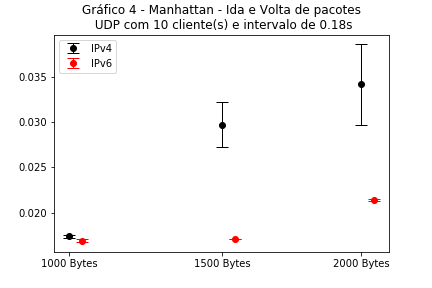 Gráfico 4 - Manhattan - Ida e Volta de pacotes
UDP com 10 cliente(s) e intervalo de 0.18s
IPv4
IPv6
0.035
0.030
0.025
0.020
1000 Bytes
1500 Bytes
2000 Bytes